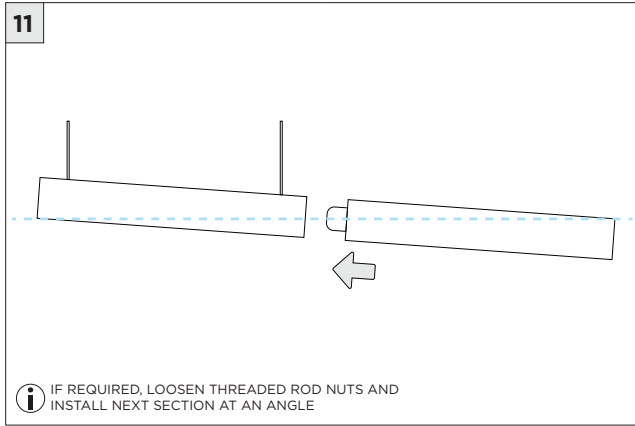 11
IF REQUIRED, LOOSEN THREADED ROD NUTS AND
INSTALL NEXT SECTION AT AN ANGLE